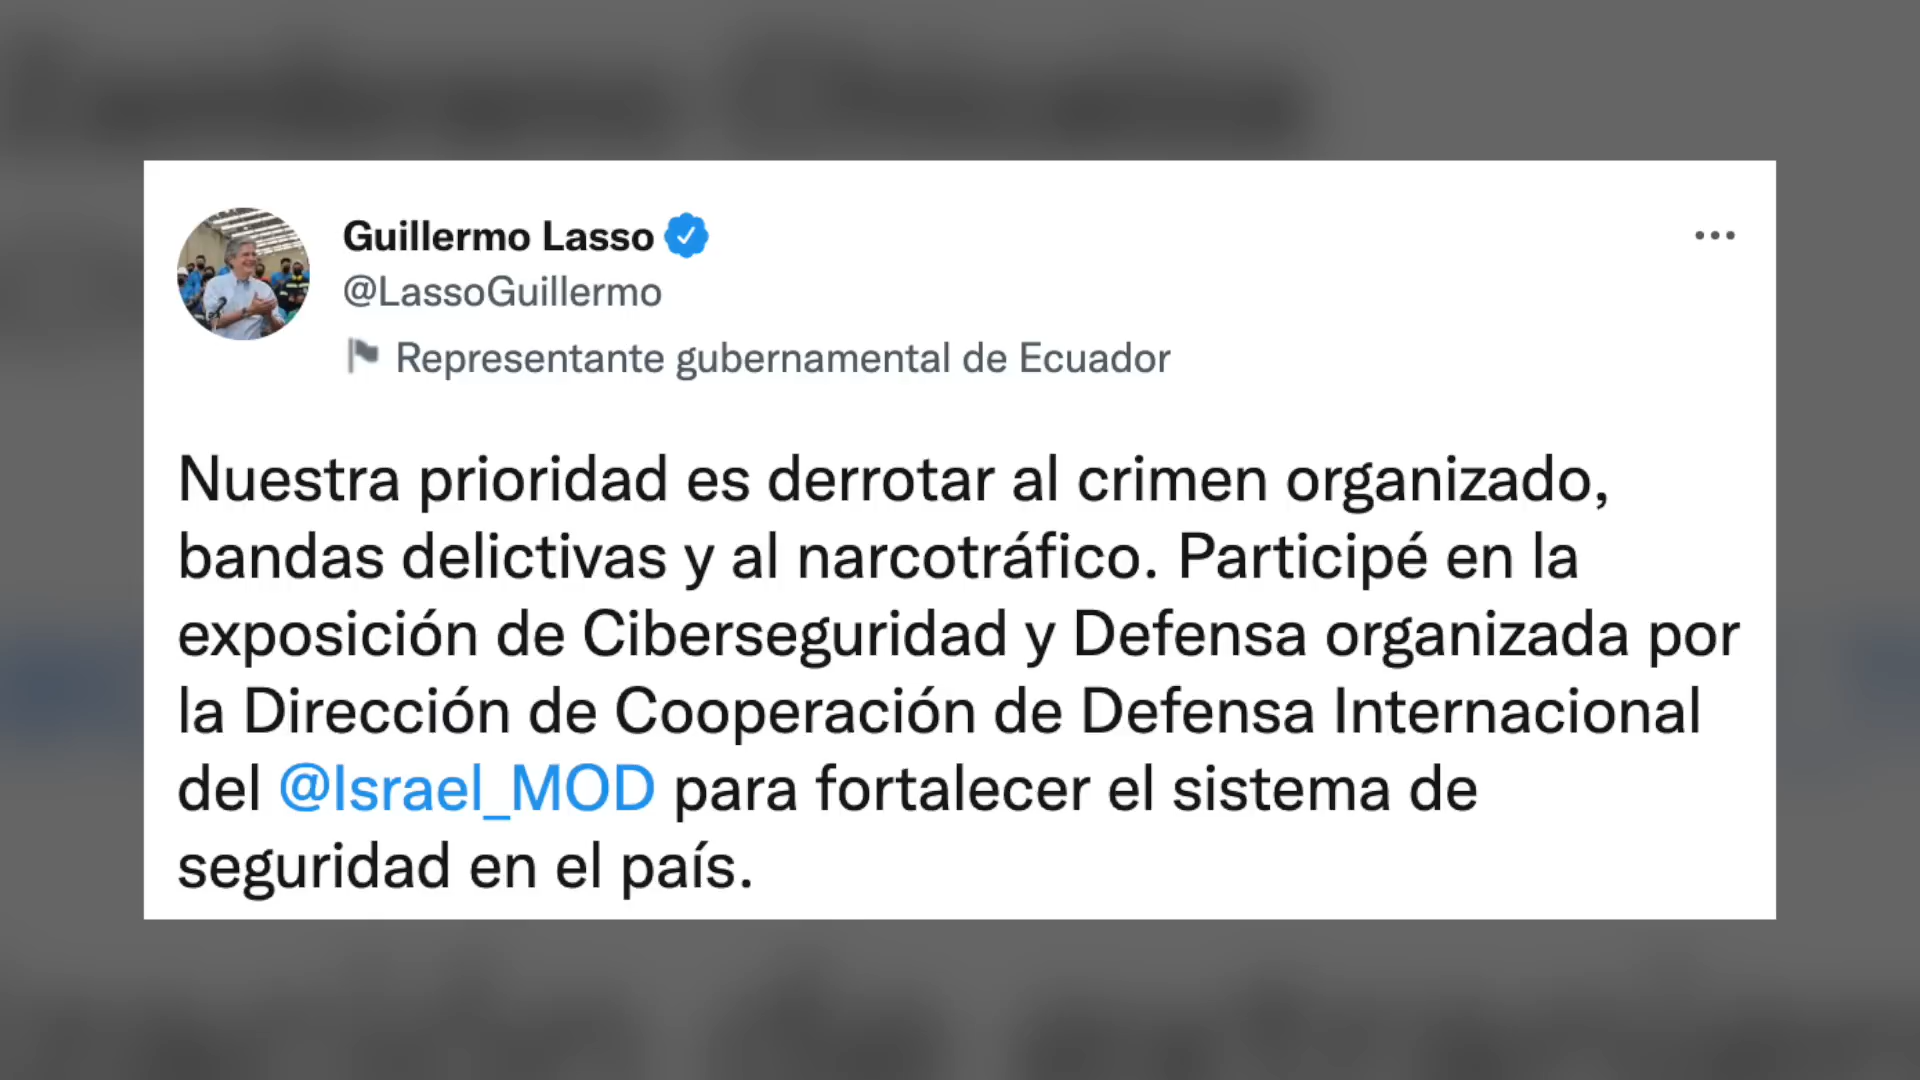 Guillermo Lasso
@LassoGuillermo
Representante gubernamental de Ecuador
Nuestra prioridad es derrotar al crimen organizado,
bandas delictivas y al narcotráfico. Participé en la
exposición de Ciberseguridad y Defensa organizada por
la Dirección de Cooperación de Defensa Internacional
del @Israel_MOD para fortalecer el sistema de
seguridad en el país.